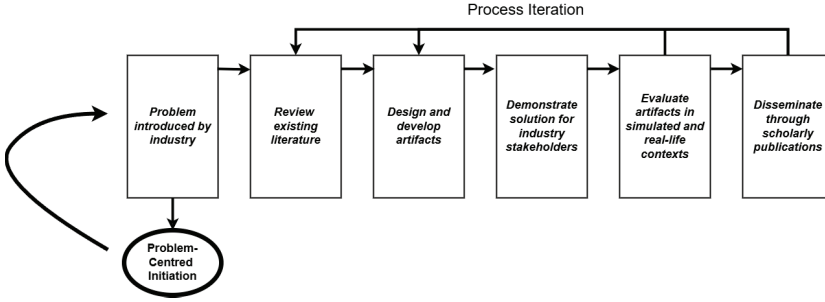 Process Iteration
Problem
introduced by
industry
Review
existing
literature
Design and
develop
artifacts
Demonstrate
solution for
industry
stakeholders
Evaluate
artifacts in
simulated and
real-life
contexts
Disseminate
through
scholarly
publications
Problem-
Centred
Initiation